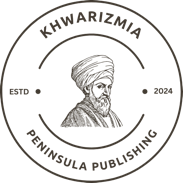 KHWARIZMIA
ESTD
2024
PENINSULA PUBLISHING